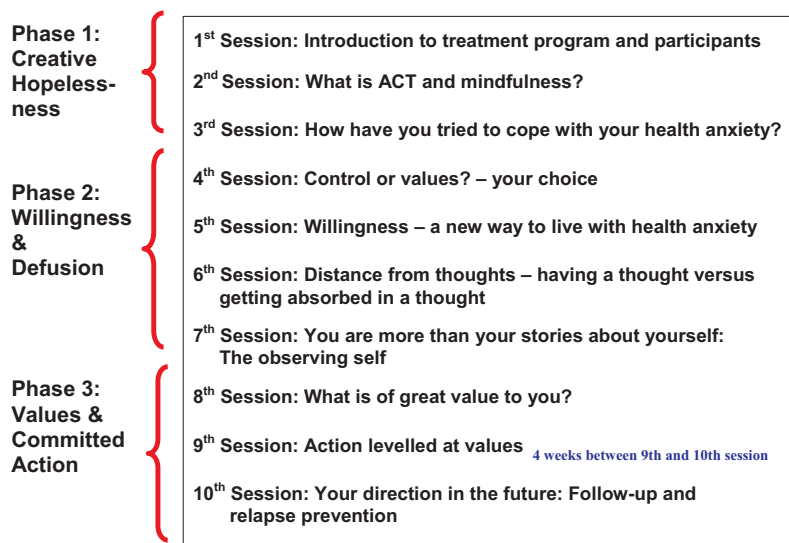 Phase 1:
Creative
Hopeless-
ness
1st Session: Introduction to treatment program and participants
2nd Session: What is ACT and mindfulness?
3rd Session: How have you tried to cope with your health anxiety?
Phase 2:
Willingness
&
Defusion
4th Session: Control or values? – your choice
5th Session: Willingness – a new way to live with health anxiety
6th Session: Distance from thoughts – having a thought versus
getting absorbed in a thought
7th Session: You are more than your stories about yourself:
The observing self
Phase 3:
Values &
Committed
Action
8th Session: What is of great value to you?
9th Session: Action levelled at values 4 weeks between 9th and 10th session
10th Session: Your direction in the future: Follow-up and
relapse prevention